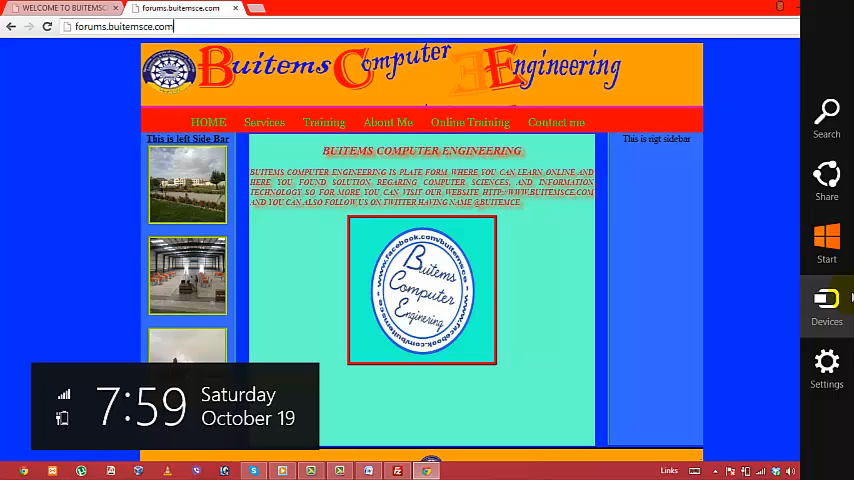 WELCOME TO BUITEMSC
forums.buitemsce.com
forums.buitemsce.com
Buitems Computer Engineering
HOME
Services
Training
About Me
Online Training
Contact me
This is left Side Bar
BUITEMS COMPUTER ENGINEERING
This is rigt sidebar
BUITEMS COMPUTER ENGINEERING IS PLATE FORM WHERE YOU CAN LEARN ONLINE AND
HERE YOU FOUND SOLUTION REGARING COMPUTER SCIENCES, AND INFORMATION
TECHNOLOGY SO FOR MORE YOU CAN VISIT OUR WEBSITE HTTP://WWW.BUITEMSCE.COM
AND YOU CAN ALSO FOLLOW US ON TWITTER HAVING NAME @BUITEMCE
www.facebook.com/buitemsce
Buitems
Computer
Enginering
www.facebook.com/buitemsce
7:59
Saturday
October 19
Search
Share
Start
Devices
Settings
Links